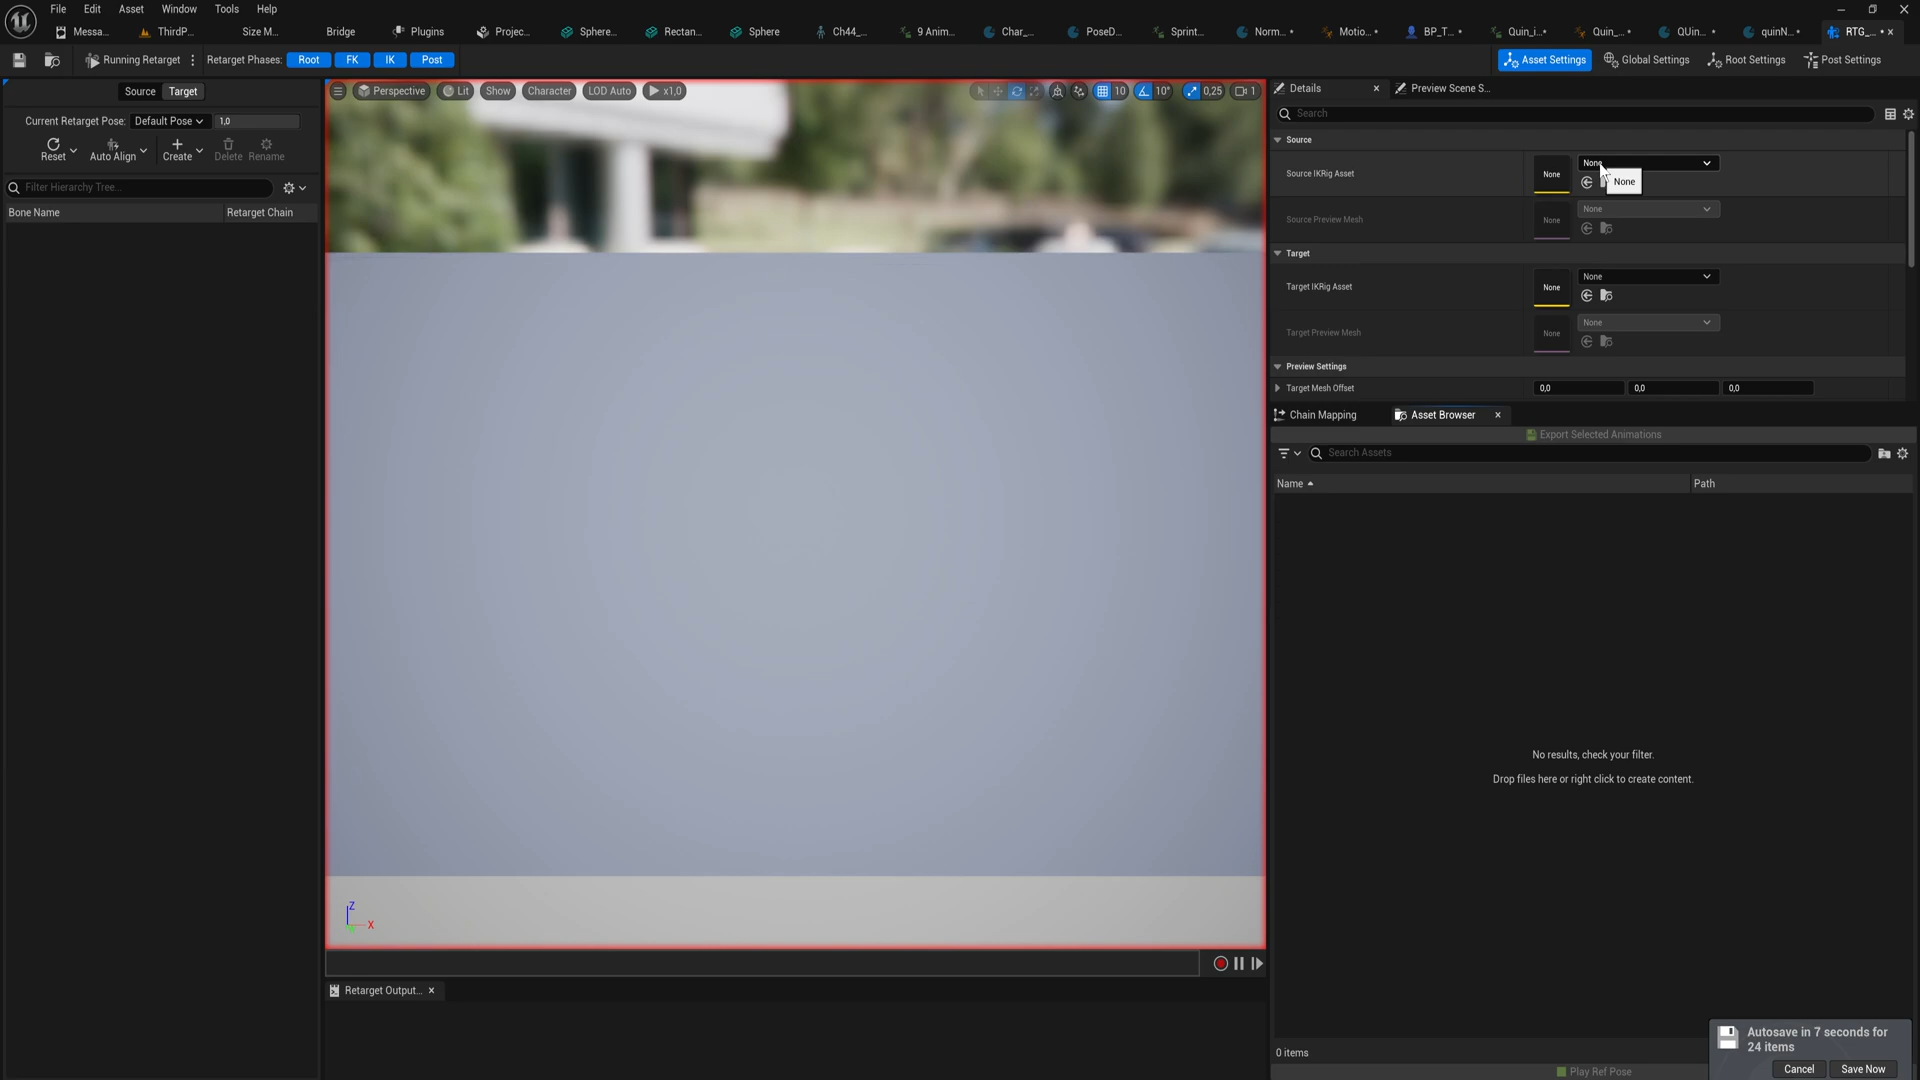 File Edit Asset Window Tools Help
Messa... ThirdP... Size M... Bridge Plugins Projec... Sphere... Rectan... Sphere Ch44_... 9 Anim... Char_... PoseD... Sprint... Norm... • Motio... • BP_T... • Quin_i...• Quin_... • QUin... • quinN... • RTG_... •
Running Retarget Retarget Phases: Root FK IK Post Asset Settings Global Settings Root Settings Post Settings
Source Target
Current Retarget Pose: Default Pose 1,0
Reset Auto Align Create Delete Rename
Filter Hierarchy Tree...
Bone Name Retarget Chain
Perspective Lit Show Character LOD Auto x1,0 10 10° 0,25 1
Z
X
Retarget Output...
Details Preview Scene S...
Search
Source
Source IKRig Asset None None
None
Source Preview Mesh None None
Target
Target IKRig Asset None None
Target Preview Mesh None None
Preview Settings
Target Mesh Offset 0,0 0,0 0,0
Chain Mapping Asset Browser
Export Selected Animations
Search Assets
Name Path
No results, check your filter.
Drop files here or right click to create content.
0 items
Play Ref Pose
Autosave in 7 seconds for
24 items
Cancel Save Now